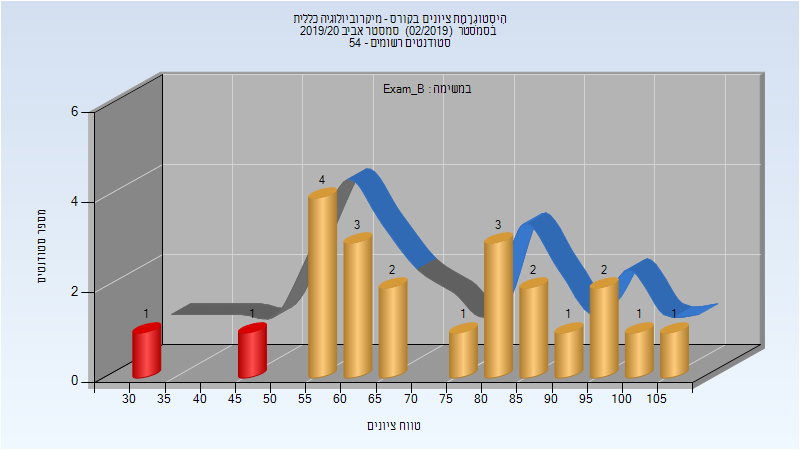 היסטוגרמת ציונים בקורס - מיקרוביולוגיה כללית
בסמסטר (02/2019) סמסטר אביב 2019/20
סטודנטים רשומים - 54
במשימה : Exam_B
מספר סטודנטים
6
4
2
0
1
1
4
3
2
1
3
2
1
2
1
1
30 35 40 45 50 55 60 65 70 75 80 85 90 95 100 105
טווח ציונים